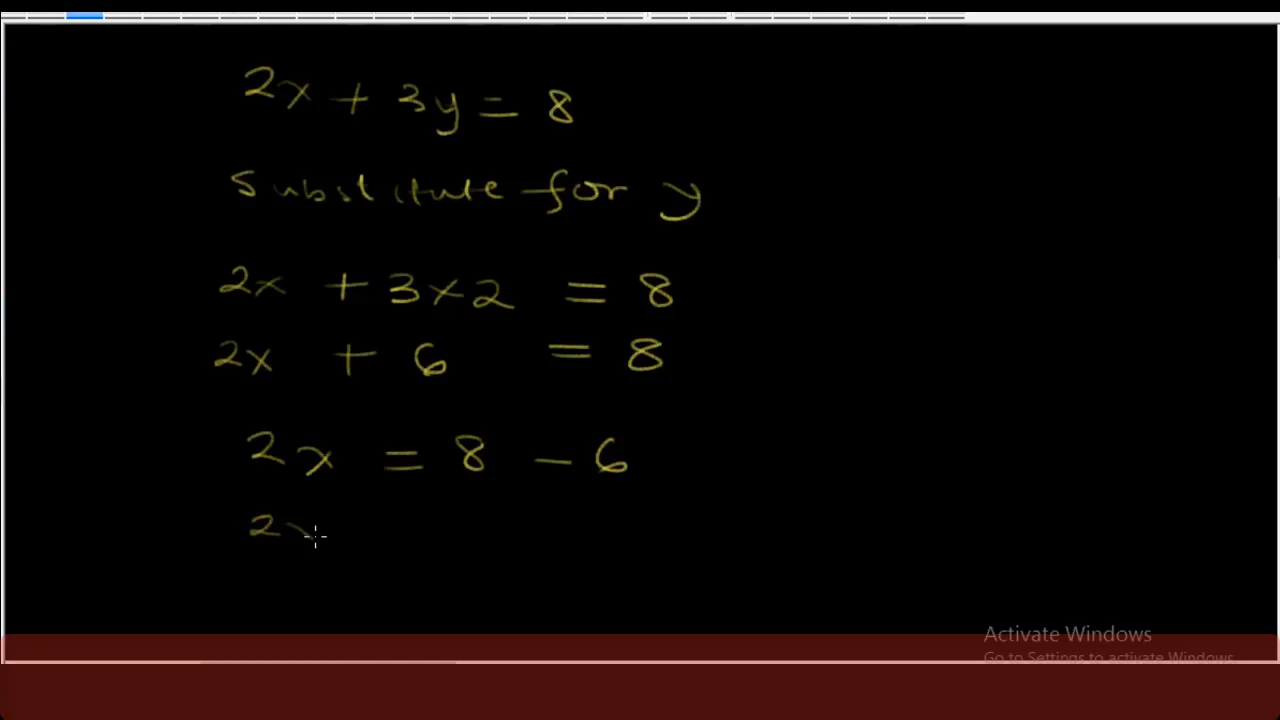 2x + 3y = 8
Substitute for y
2x + 3 × 2 = 8
2x + 6 = 8
2x = 8 - 6
2x
Activate Windows
Go to Settings to activate Windows.